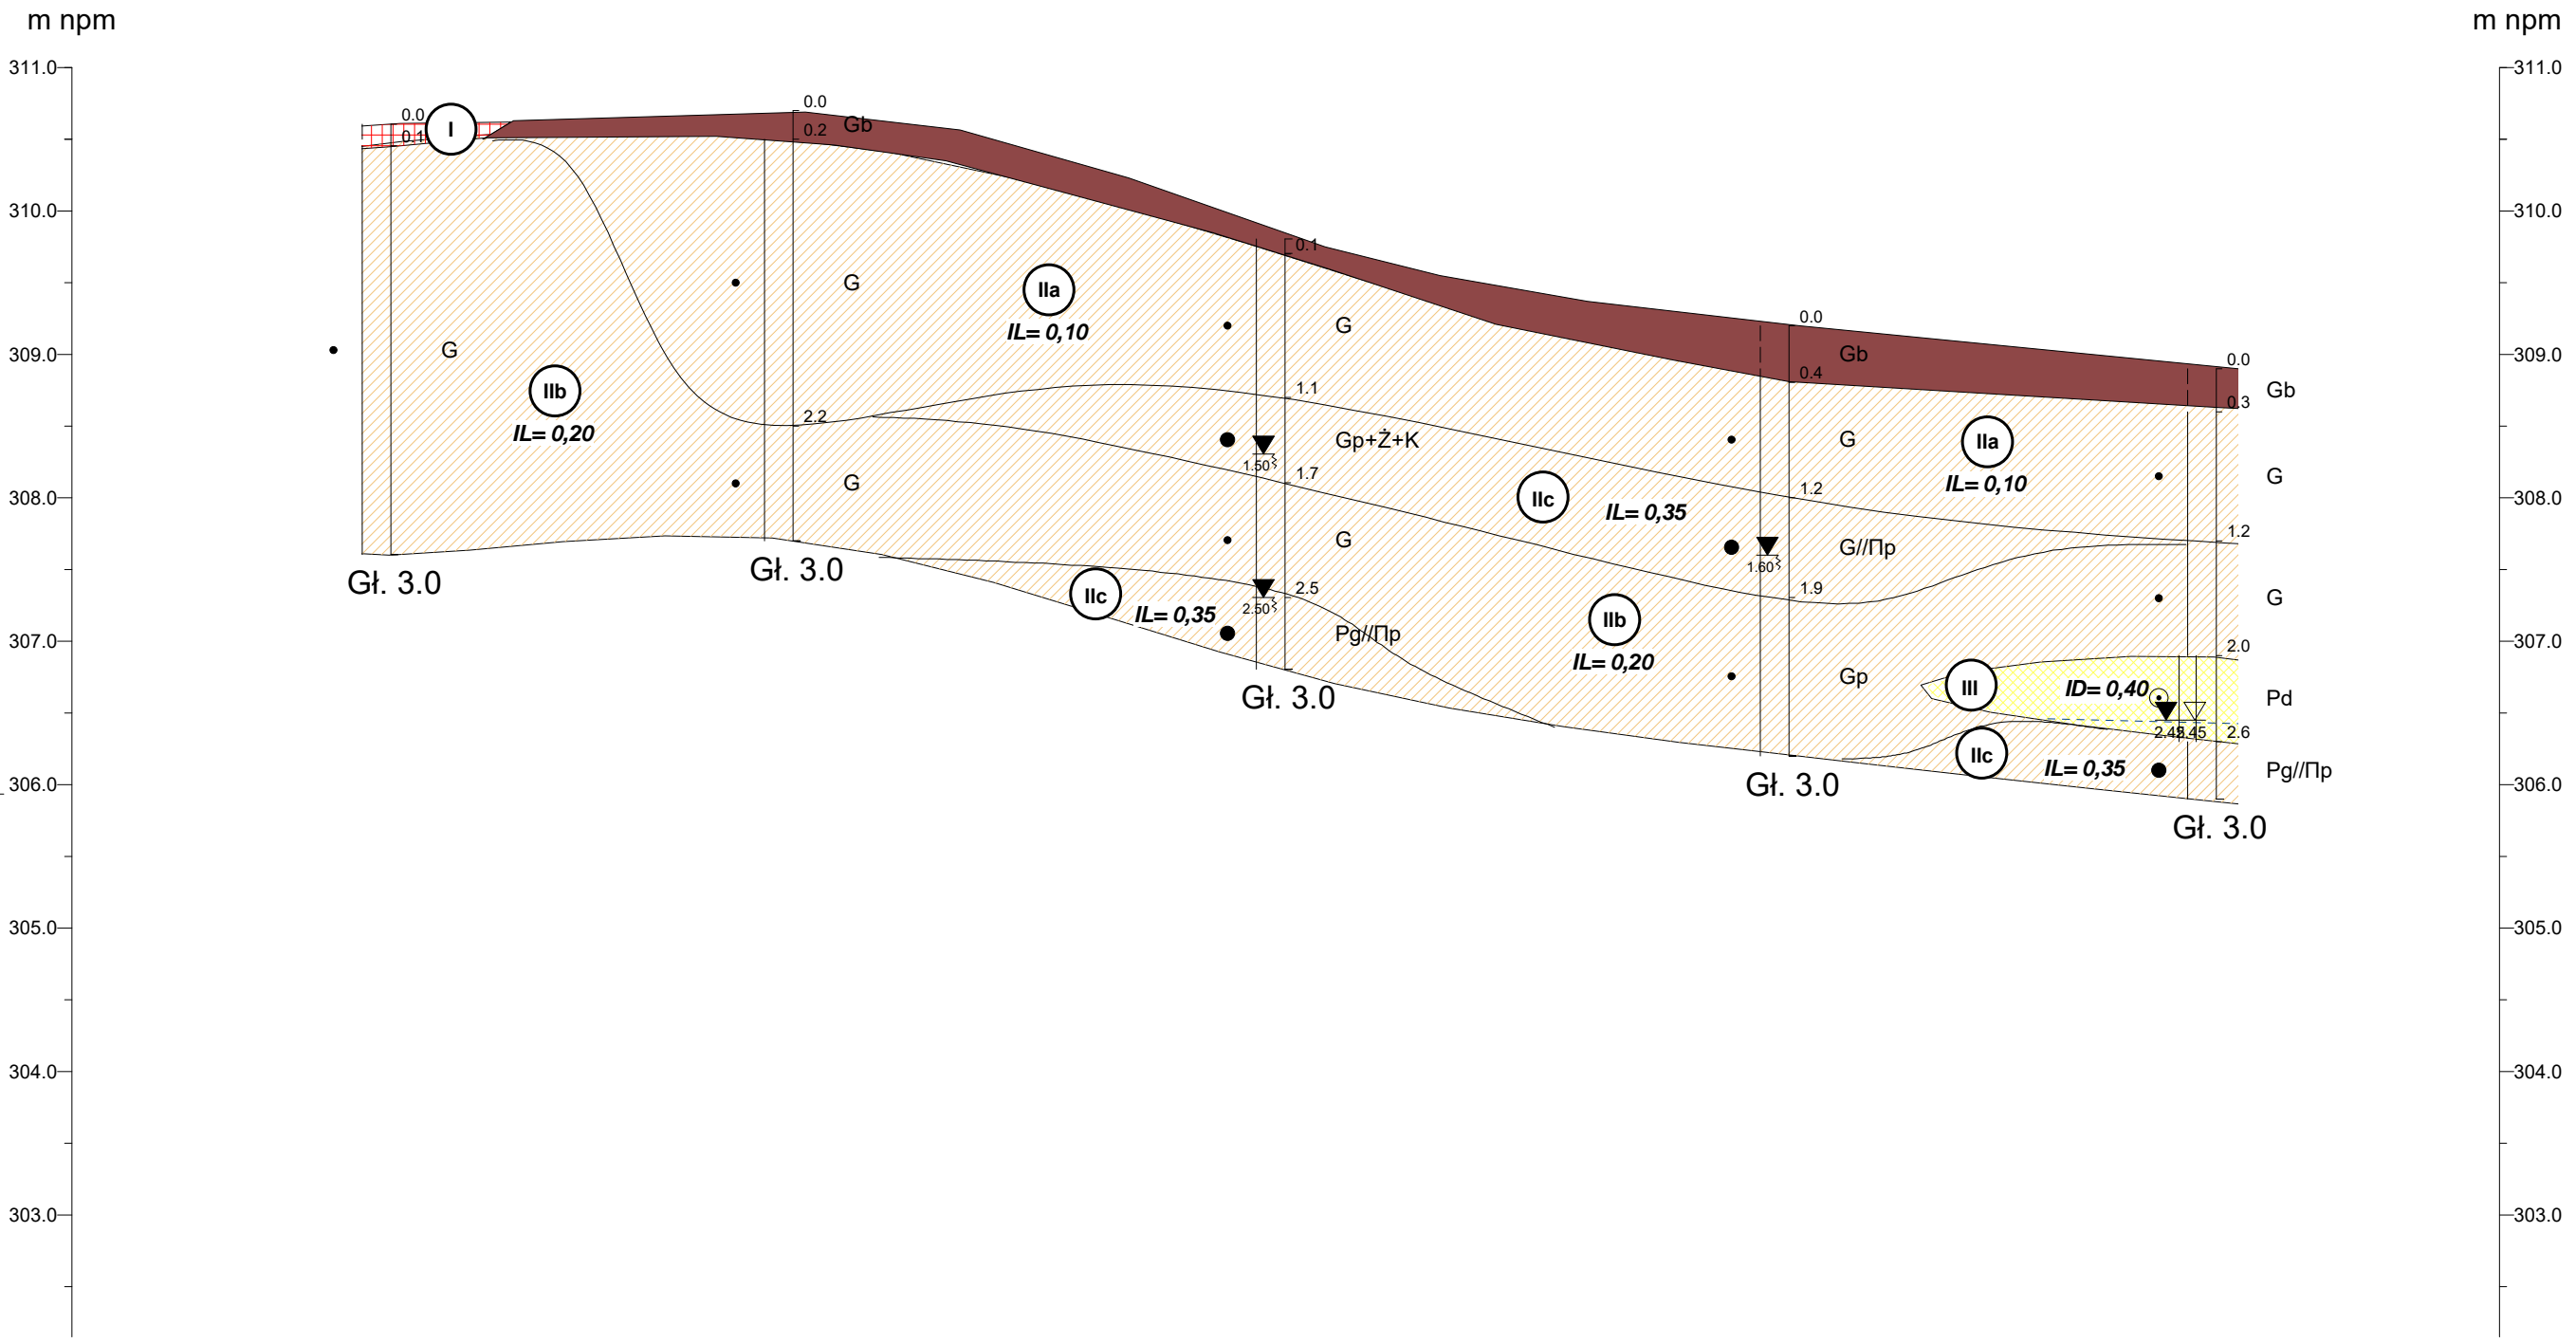 m npm
m npm
311.0
311.0
310.0
310.0
309.0
309.0
308.0
308.0
307.0
307.0
306.0
306.0
305.0
305.0
304.0
304.0
303.0
303.0
0.0
0.1
I
G
IIb
IL= 0,20
Gł. 3.0
0.0
Gb
0.2
G
2.2
G
Gł. 3.0
IIa
IL= 0,10
0.1
G
1.1
Gp+Ż+K
1.50
1.7
G
2.5
2.50
IIc
IL= 0,35
Pg//Πp
Gł. 3.0
IIc
IL= 0,35
IIb
IL= 0,20
0.0
Gb
0.4
G
1.2
G//Πp
1.60
1.9
Gp
Gł. 3.0
IIa
IL= 0,10
0.0
Gb
0.3
G
1.2
G
2.0
III
ID= 0,40
Pd
2.45
2.45
2.6
IIc
IL= 0,35
Pg//Πp
Gł. 3.0